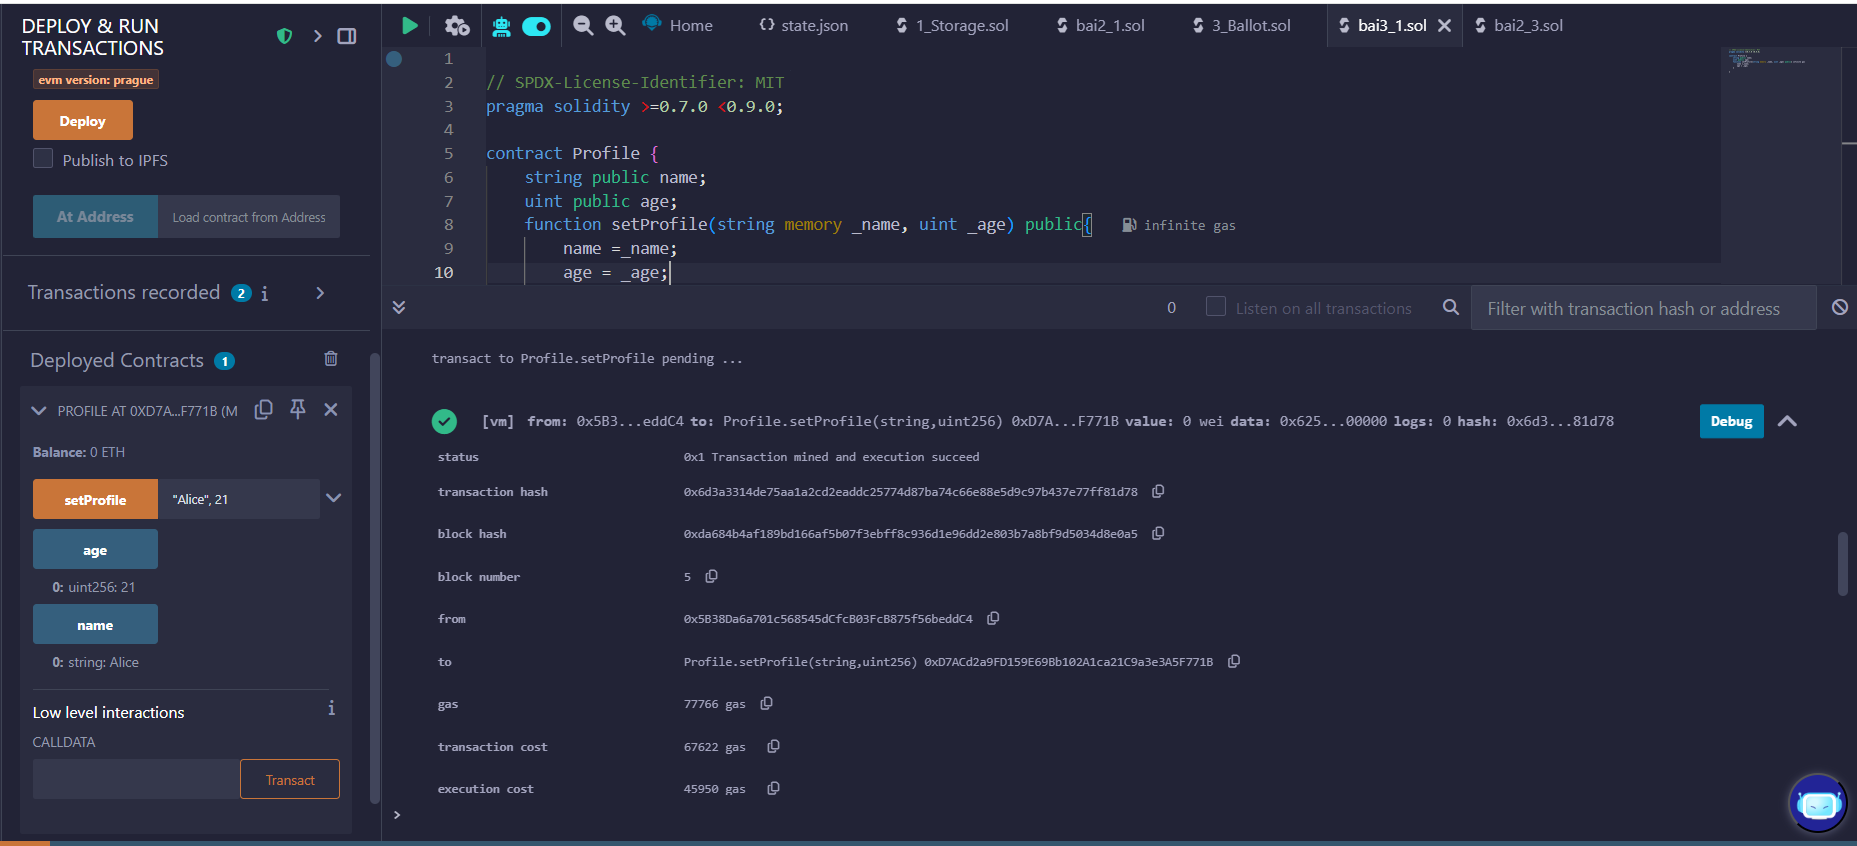 DEPLOY & RUN
TRANSACTIONS
evm version: prague
Deploy
Publish to IPFS
At Address
Load contract from Address
Transactions recorded 2 i
Deployed Contracts 1
PROFILE AT 0XD7A...F771B (M
Balance: 0 ETH
setProfile "Alice", 21
age
0: uint256: 21
name
0: string: Alice
Low level interactions i
CALLDATA
Transact
Home
state.json
1_Storage.sol
bai2_1.sol
3_Ballot.sol
bai3_1.sol
bai2_3.sol
1
2 // SPDX-License-Identifier: MIT
3 pragma solidity >=0.7.0 <0.9.0;
4
5 contract Profile {
6 string public name;
7 uint public age;
8 function setProfile(string memory _name, uint _age) public{ infinite gas
9 name =_name;
10 age = _age;
0 Listen on all transactions Filter with transaction hash or address
transact to Profile.setProfile pending ...
[vm] from: 0x5B3...eddC4 to: Profile.setProfile(string,uint256) 0xD7A...F771B value: 0 wei data: 0x625...00000 logs: 0 hash: 0x6d3...81d78 Debug
status 0x1 Transaction mined and execution succeed
transaction hash 0x6d3a3314de75aa1a2cd2eaddc25774d87ba74c66e88e5d9c97b437e77ff81d78
block hash 0xda684b4af189bd166af5b07f3ebff8c936d1e96dd2e803b7a8bf9d5034d8e0a5
block number 5
from 0x5B38Da6a701c568545dCfcB03FcB875f56beddC4
to Profile.setProfile(string,uint256) 0xD7ACd2a9FD159E69Bb102A1ca21C9a3e3A5F771B
gas 77766 gas
transaction cost 67622 gas
execution cost 45950 gas
>